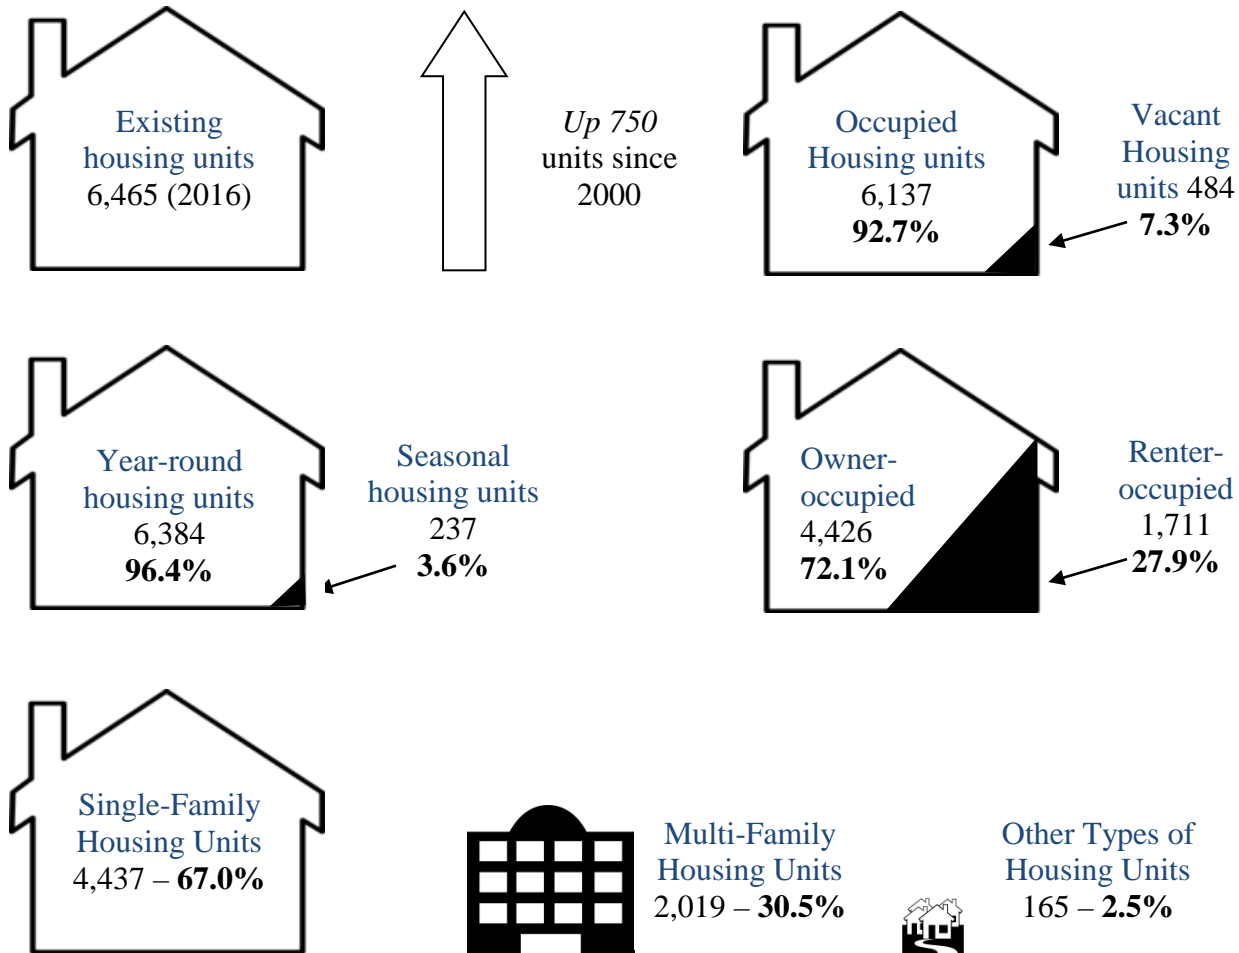 Existing
housing units
6,465 (2016)
Up 750
units since
2000
Occupied
Housing units
6,137
92.7%
Vacant
Housing
units 484
7.3%
Year-round
housing units
6,384
96.4%
Seasonal
housing units
237
3.6%
Owner-
occupied
4,426
72.1%
Renter-
occupied
1,711
27.9%
Single-Family
Housing Units
4,437 – 67.0%
Multi-Family
Housing Units
2,019 – 30.5%
Other Types of
Housing Units
165 – 2.5%